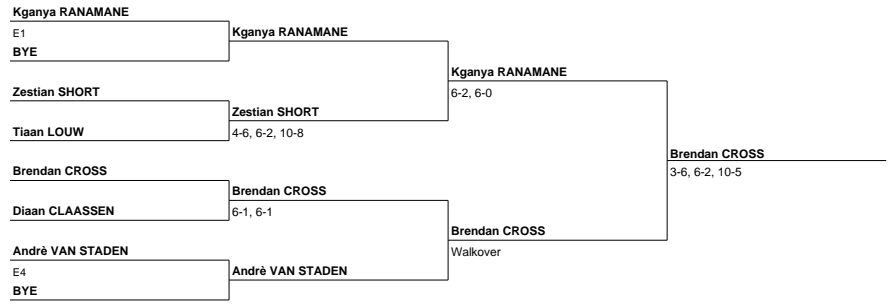 Kganya RANAMANE
E1
BYE
Kganya RANAMANE
Zestian SHORT
Tiaan LOUW
Zestian SHORT
4-6, 6-2, 10-8
Kganya RANAMANE
6-2, 6-0
Brendan CROSS
Diaan CLAASSEN
Brendan CROSS
6-1, 6-1
Andrè VAN STADEN
E4
BYE
Andrè VAN STADEN
Brendan CROSS
Walkover
Brendan CROSS
3-6, 6-2, 10-5